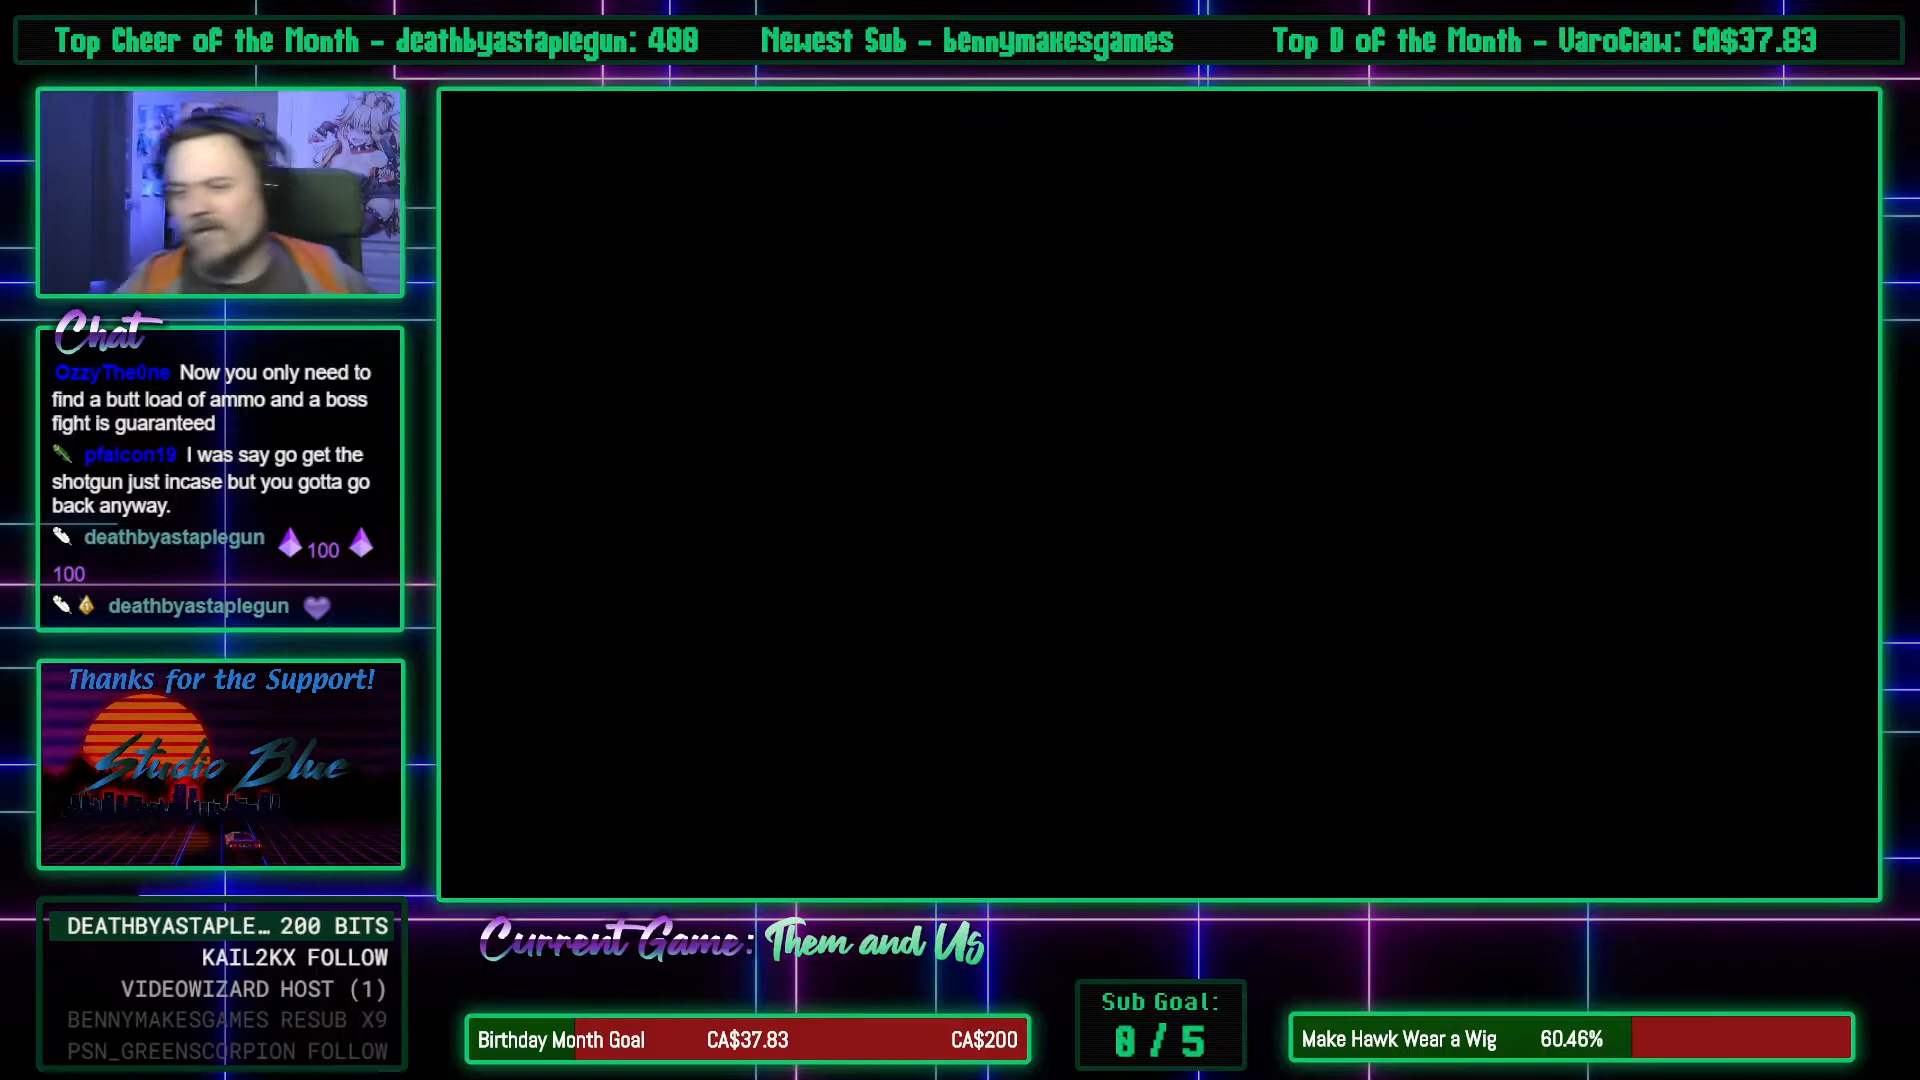 Top Cheer of the Month - deathbyastaplegun: 400
Newest Sub - bennymakesgames
Top D of the Month - VaroClaw: CA$37.83
Chat
OzzyThe0ne Now you only need to
find a butt load of ammo and a boss
fight is guaranteed
pfalcon19 I was say go get the
shotgun just incase but you gotta go
back anyway.
deathbyastaplegun 100
100
deathbyastaplegun
Thanks for the Support!
Studio Blue
DEATHBYASTAPLE… 200 BITS
KAIL2KX FOLLOW
VIDEOWIZARD HOST (1)
BENNYMAKESGAMES RESUB X9
PSN_GREENSCORPION FOLLOW
Current Game: Them and Us
Birthday Month Goal CA$37.83 CA$200
Sub Goal:
0 / 5
Make Hawk Wear a Wig 60.46%